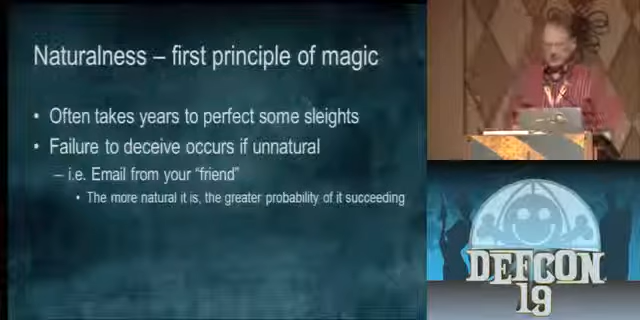 Naturalness – first principle of magic
• Often takes years to perfect some sleights
• Failure to deceive occurs if unnatural
– i.e. Email from your “friend”
• The more natural it is, the greater probability of it succeeding
DEFCON
19